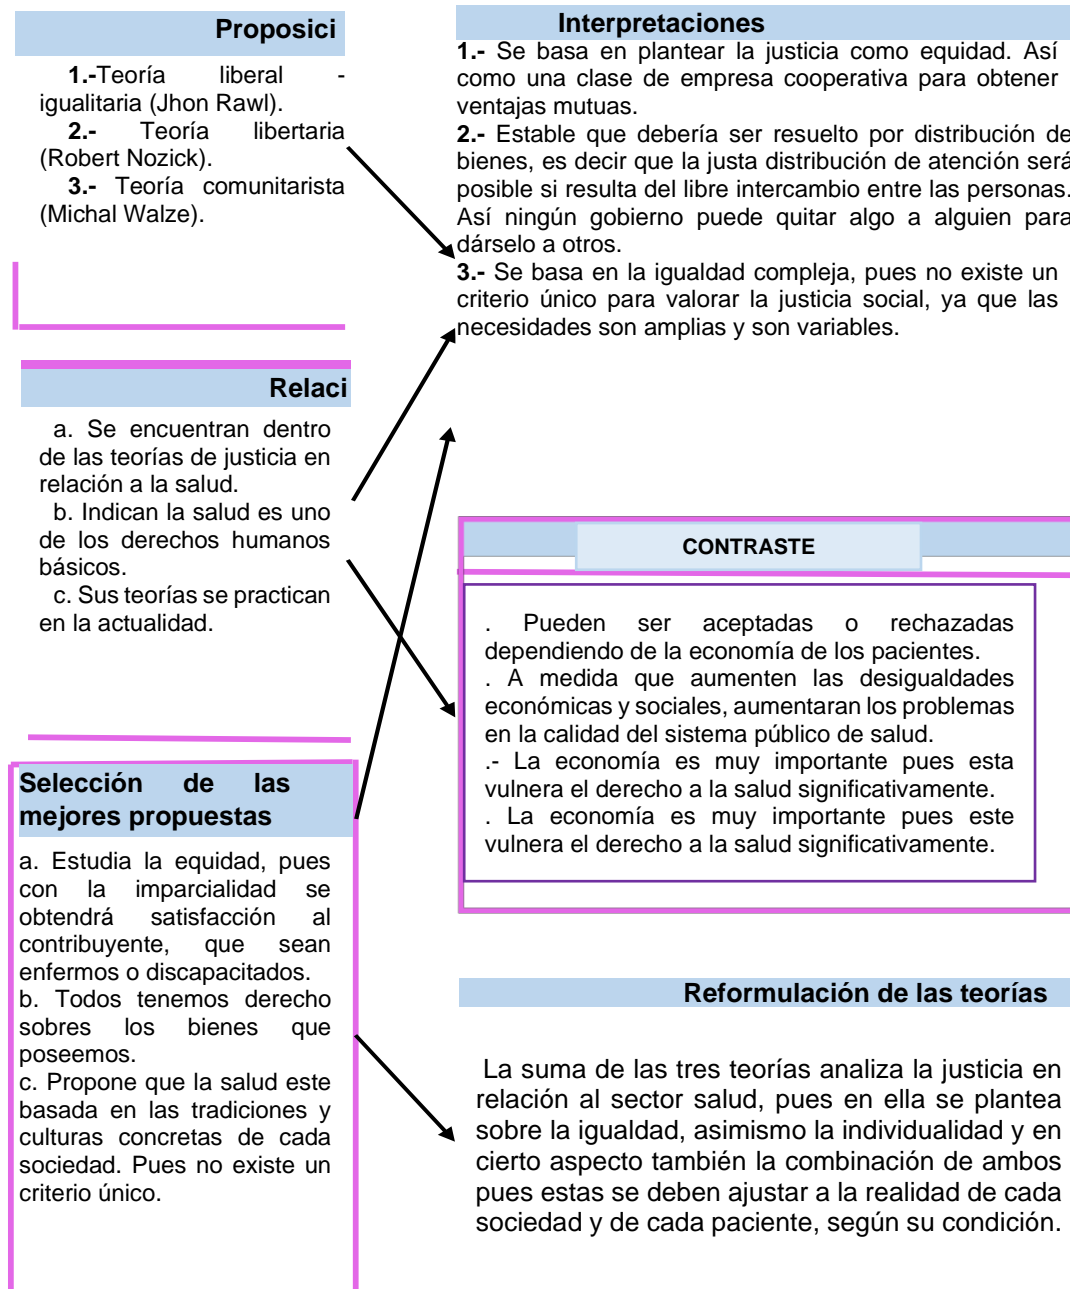 Proposici
1.-Teoría liberal -
igualitaria (Jhon Rawl).
2.- Teoría libertaria
(Robert Nozick).
3.- Teoría comunitarista
(Michal Walze).
Interpretaciones
1.- Se basa en plantear la justicia como equidad. Así
como una clase de empresa cooperativa para obtener
ventajas mutuas.
2.- Estable que debería ser resuelto por distribución de
bienes, es decir que la justa distribución de atención será
posible si resulta del libre intercambio entre las personas.
Así ningún gobierno puede quitar algo a alguien para
dárselo a otros.
3.- Se basa en la igualdad compleja, pues no existe un
criterio único para valorar la justicia social, ya que las
necesidades son amplias y son variables.
Relaci
a. Se encuentran dentro
de las teorías de justicia en
relación a la salud.
b. Indican la salud es uno
de los derechos humanos
básicos.
c. Sus teorías se practican
en la actualidad.
CONTRASTE
. Pueden ser aceptadas o rechazadas
dependiendo de la economía de los pacientes.
. A medida que aumenten las desigualdades
económicas y sociales, aumentaran los problemas
en la calidad del sistema público de salud.
.- La economía es muy importante pues esta
vulnera el derecho a la salud significativamente.
. La economía es muy importante pues este
vulnera el derecho a la salud significativamente.
Selección de las
mejores propuestas
a. Estudia la equidad, pues
con la imparcialidad se
obtendrá satisfacción al
contribuyente, que sean
enfermos o discapacitados.
b. Todos tenemos derecho
sobres los bienes que
poseemos.
c. Propone que la salud este
basada en las tradiciones y
culturas concretas de cada
sociedad. Pues no existe un
criterio único.
Reformulación de las teorías
La suma de las tres teorías analiza la justicia en
relación al sector salud, pues en ella se plantea
sobre la igualdad, asimismo la individualidad y en
cierto aspecto también la combinación de ambos
pues estas se deben ajustar a la realidad de cada
sociedad y de cada paciente, según su condición.